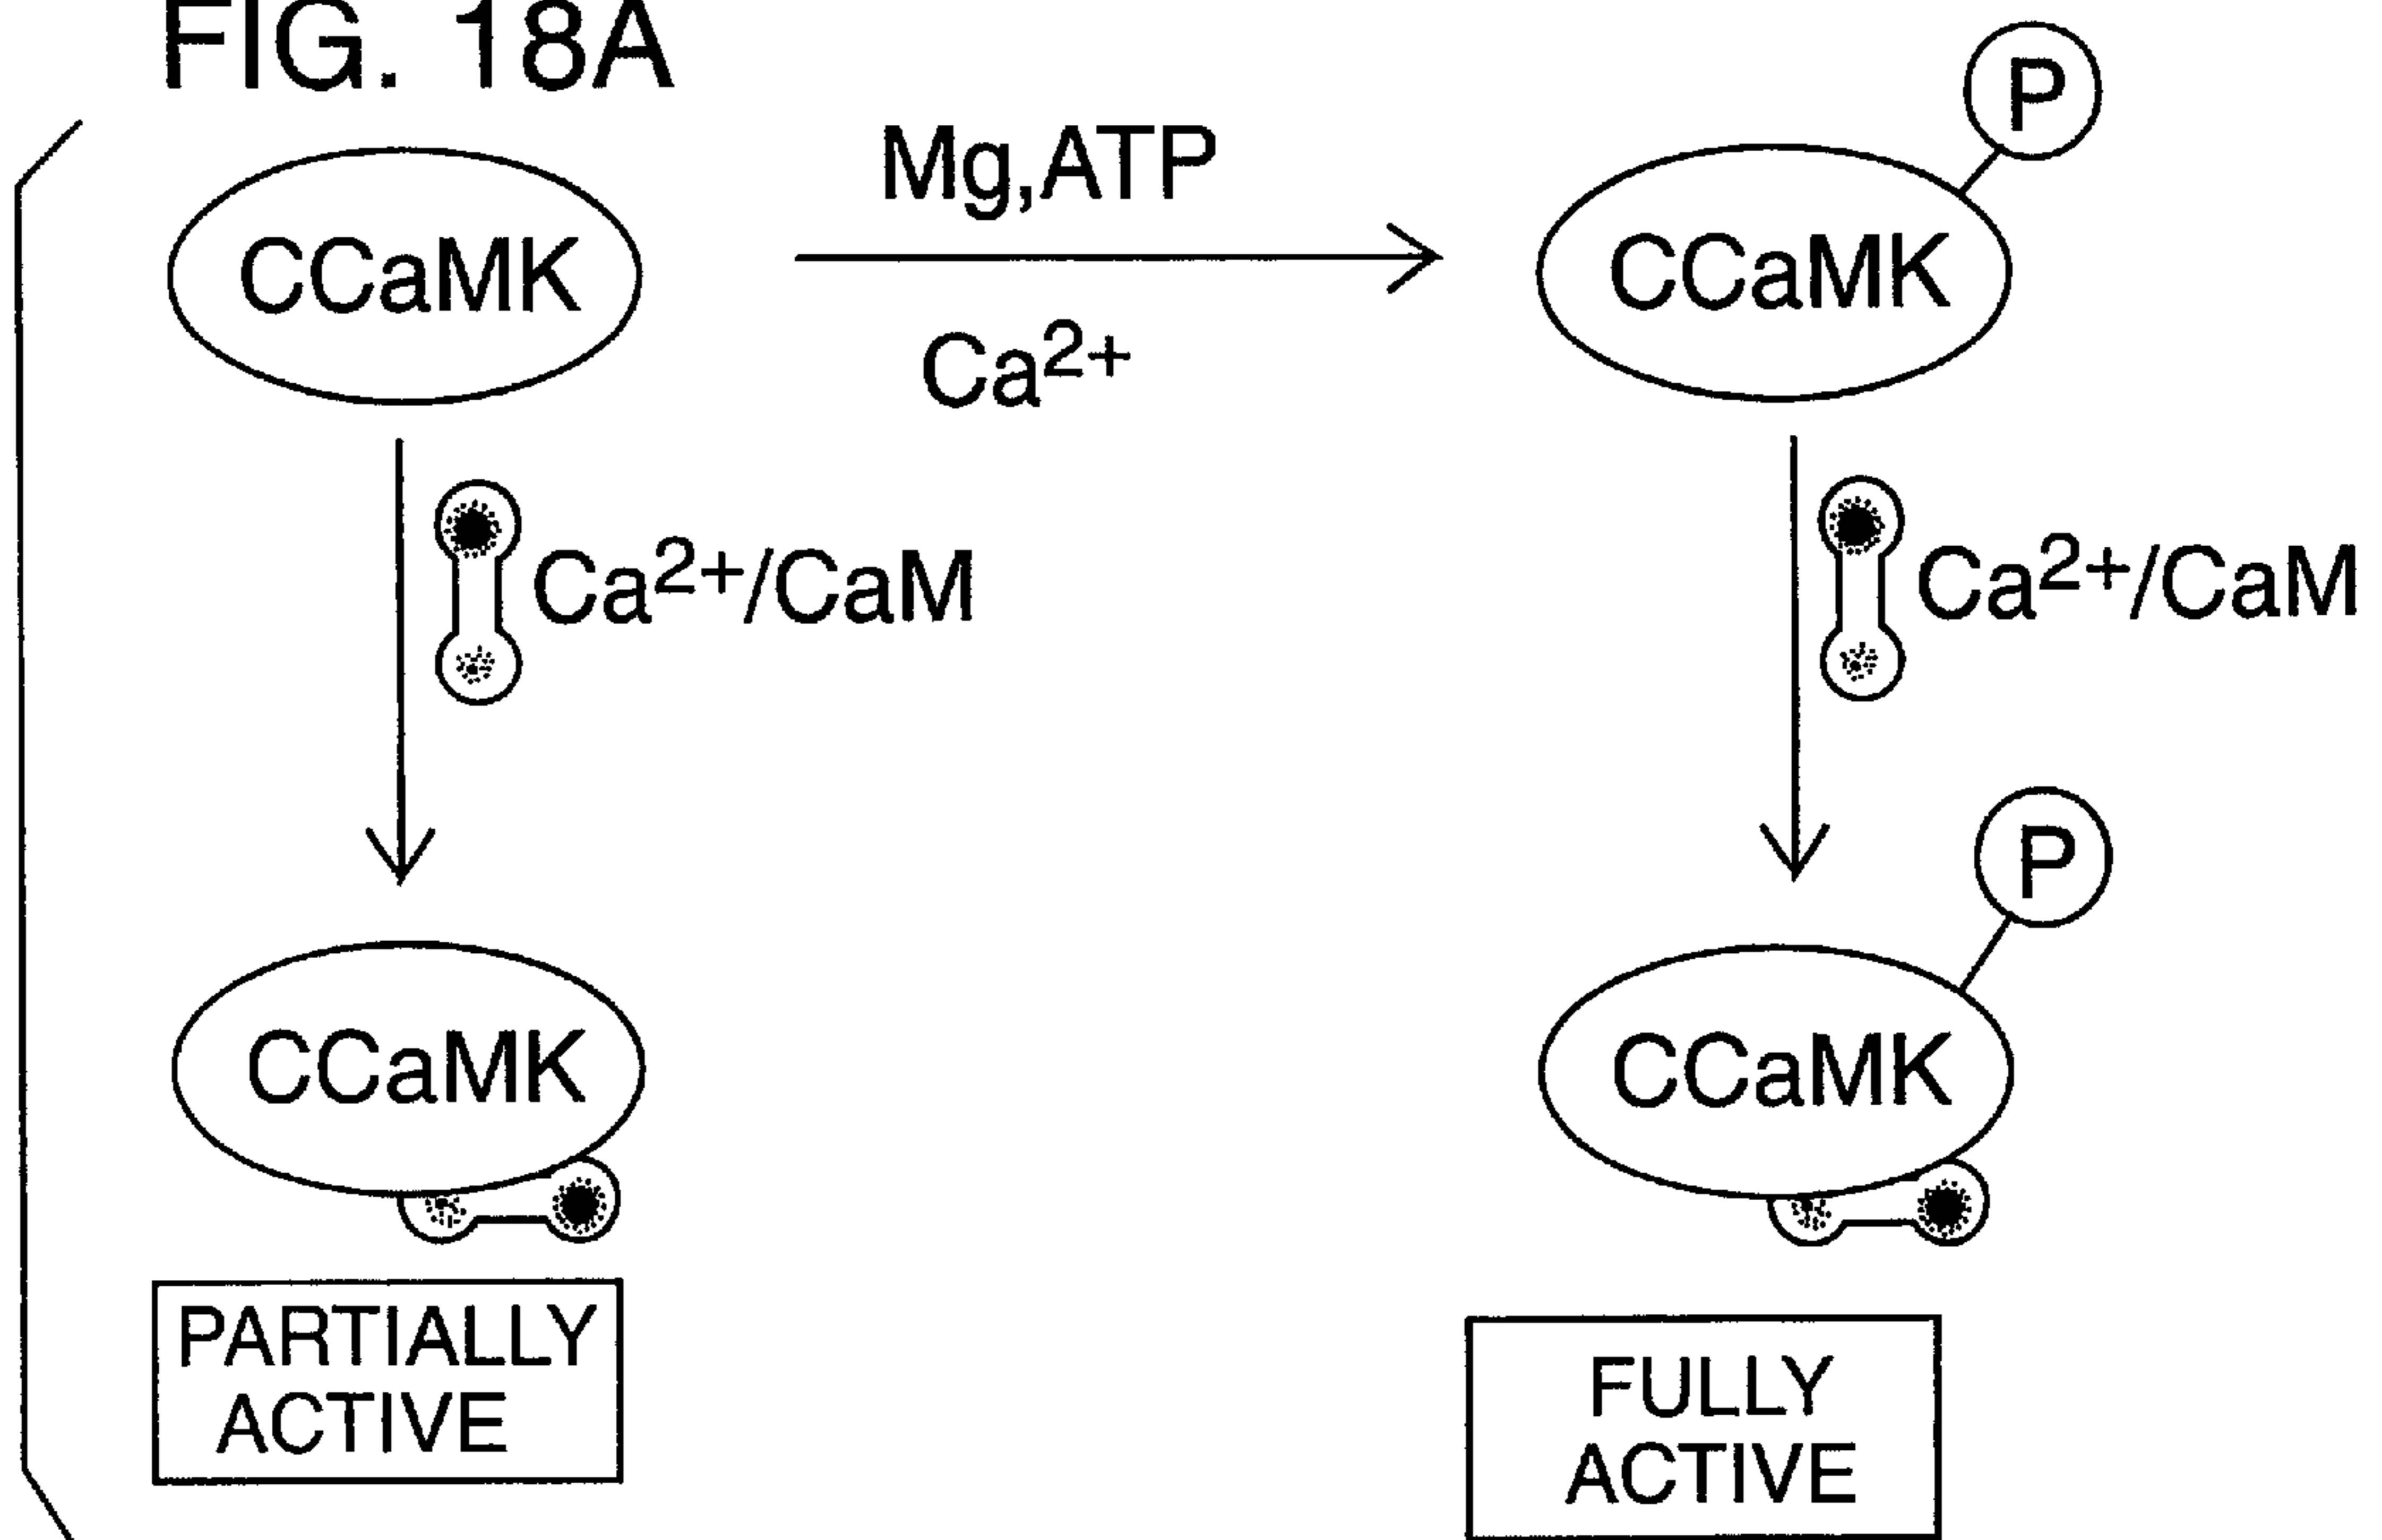 FIG. 18A
P
Mg,ATP
CCaMK
CCaMK
Ca2+
Ca2+/CaM
Ca2+/CaM
P
CCaMK
CCaMK
PARTIALLY
ACTIVE
FULLY
ACTIVE